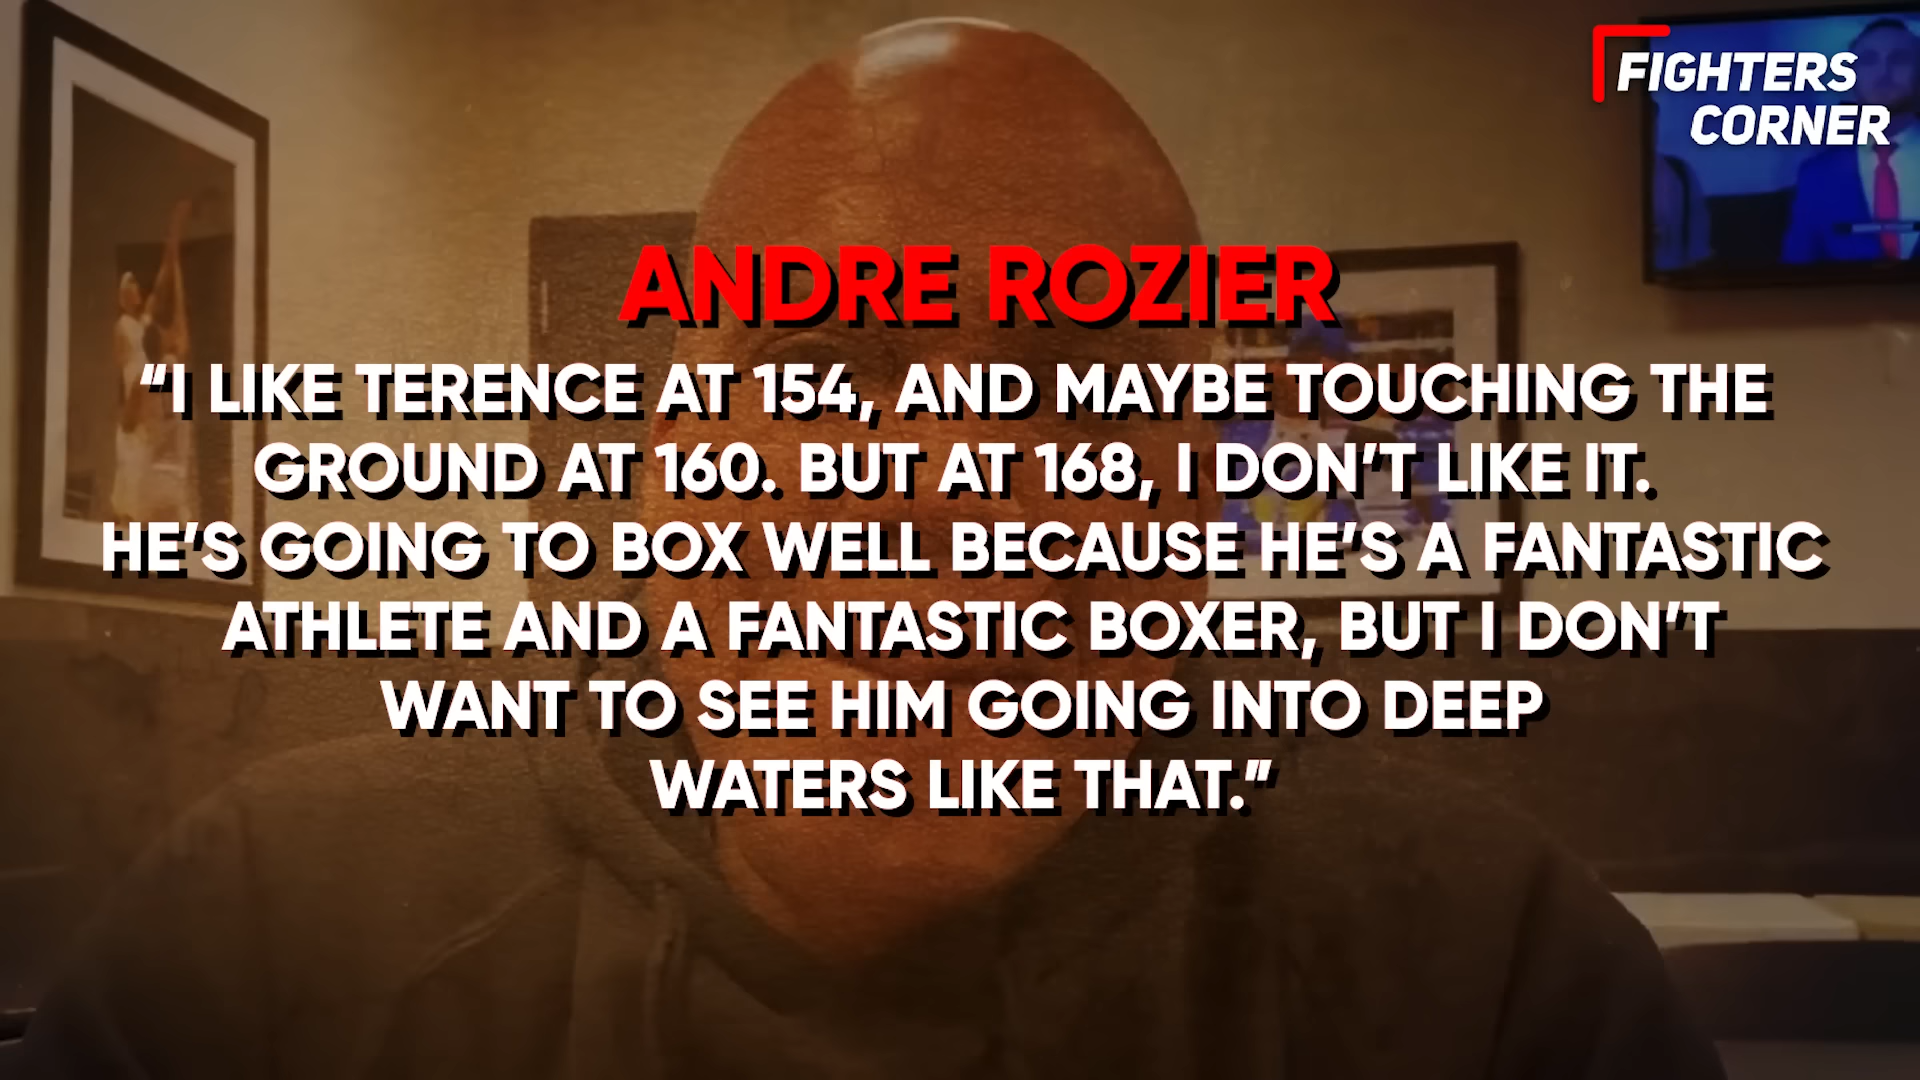 FIGHTERS
CORNER
ANDRE ROZIER
“I LIKE TERENCE AT 154, AND MAYBE TOUCHING THE
GROUND AT 160. BUT AT 168, I DON’T LIKE IT.
HE’S GOING TO BOX WELL BECAUSE HE’S A FANTASTIC
ATHLETE AND A FANTASTIC BOXER, BUT I DON’T
WANT TO SEE HIM GOING INTO DEEP
WATERS LIKE THAT.”